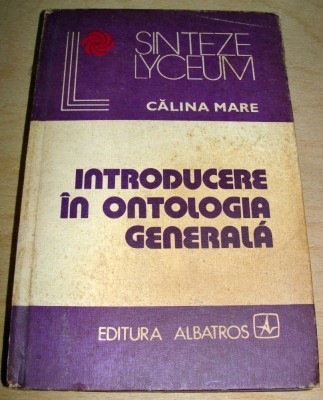 SINTEZE
LYCEUM
CĂLINA MARE
INTRODUCERE
ÎN ONTOLOGIA
GENERALĂ
EDITURA ALBATROS